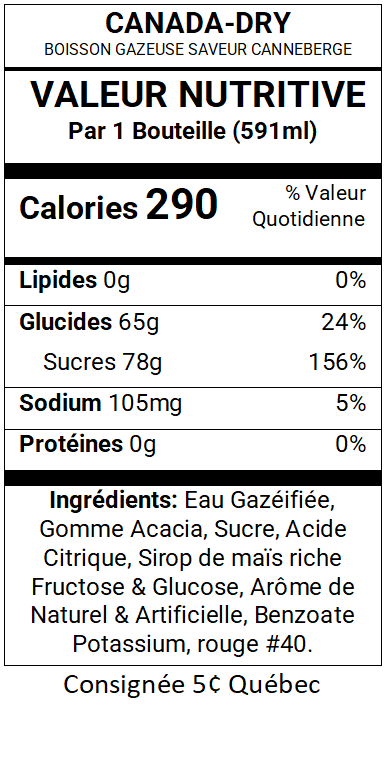 CANADA-DRY
BOISSON GAZEUSE SAVEUR CANNEBERGE
VALEUR NUTRITIVE
Par 1 Bouteille (591ml)
Calories 290
% Valeur
Quotidienne
Lipides 0g 0%
Glucides 65g 24%
Sucres 78g 156%
Sodium 105mg 5%
Protéines 0g 0%
Ingrédients: Eau Gazéifiée,
Gomme Acacia, Sucre, Acide
Citrique, Sirop de maïs riche
Fructose & Glucose, Arôme de
Naturel & Artificielle, Benzoate
Potassium, rouge #40.
Consignée 5¢ Québec